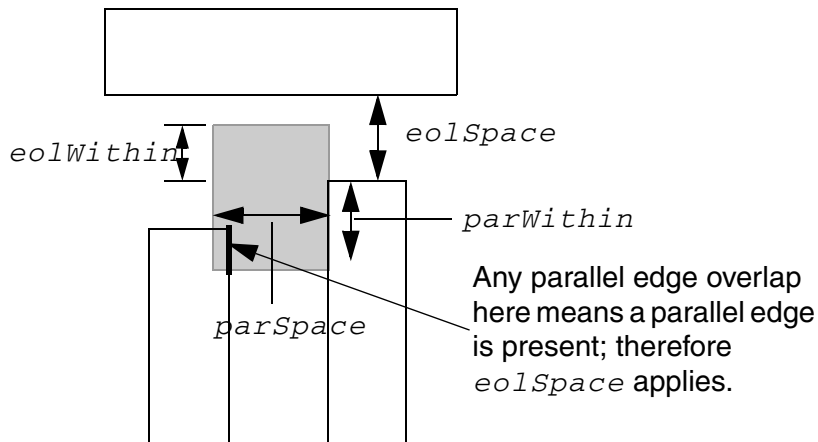 eolSpace
eolWithin
parWithin
parSpace
Any parallel edge overlap
here means a parallel edge
is present; therefore
eolSpace applies.